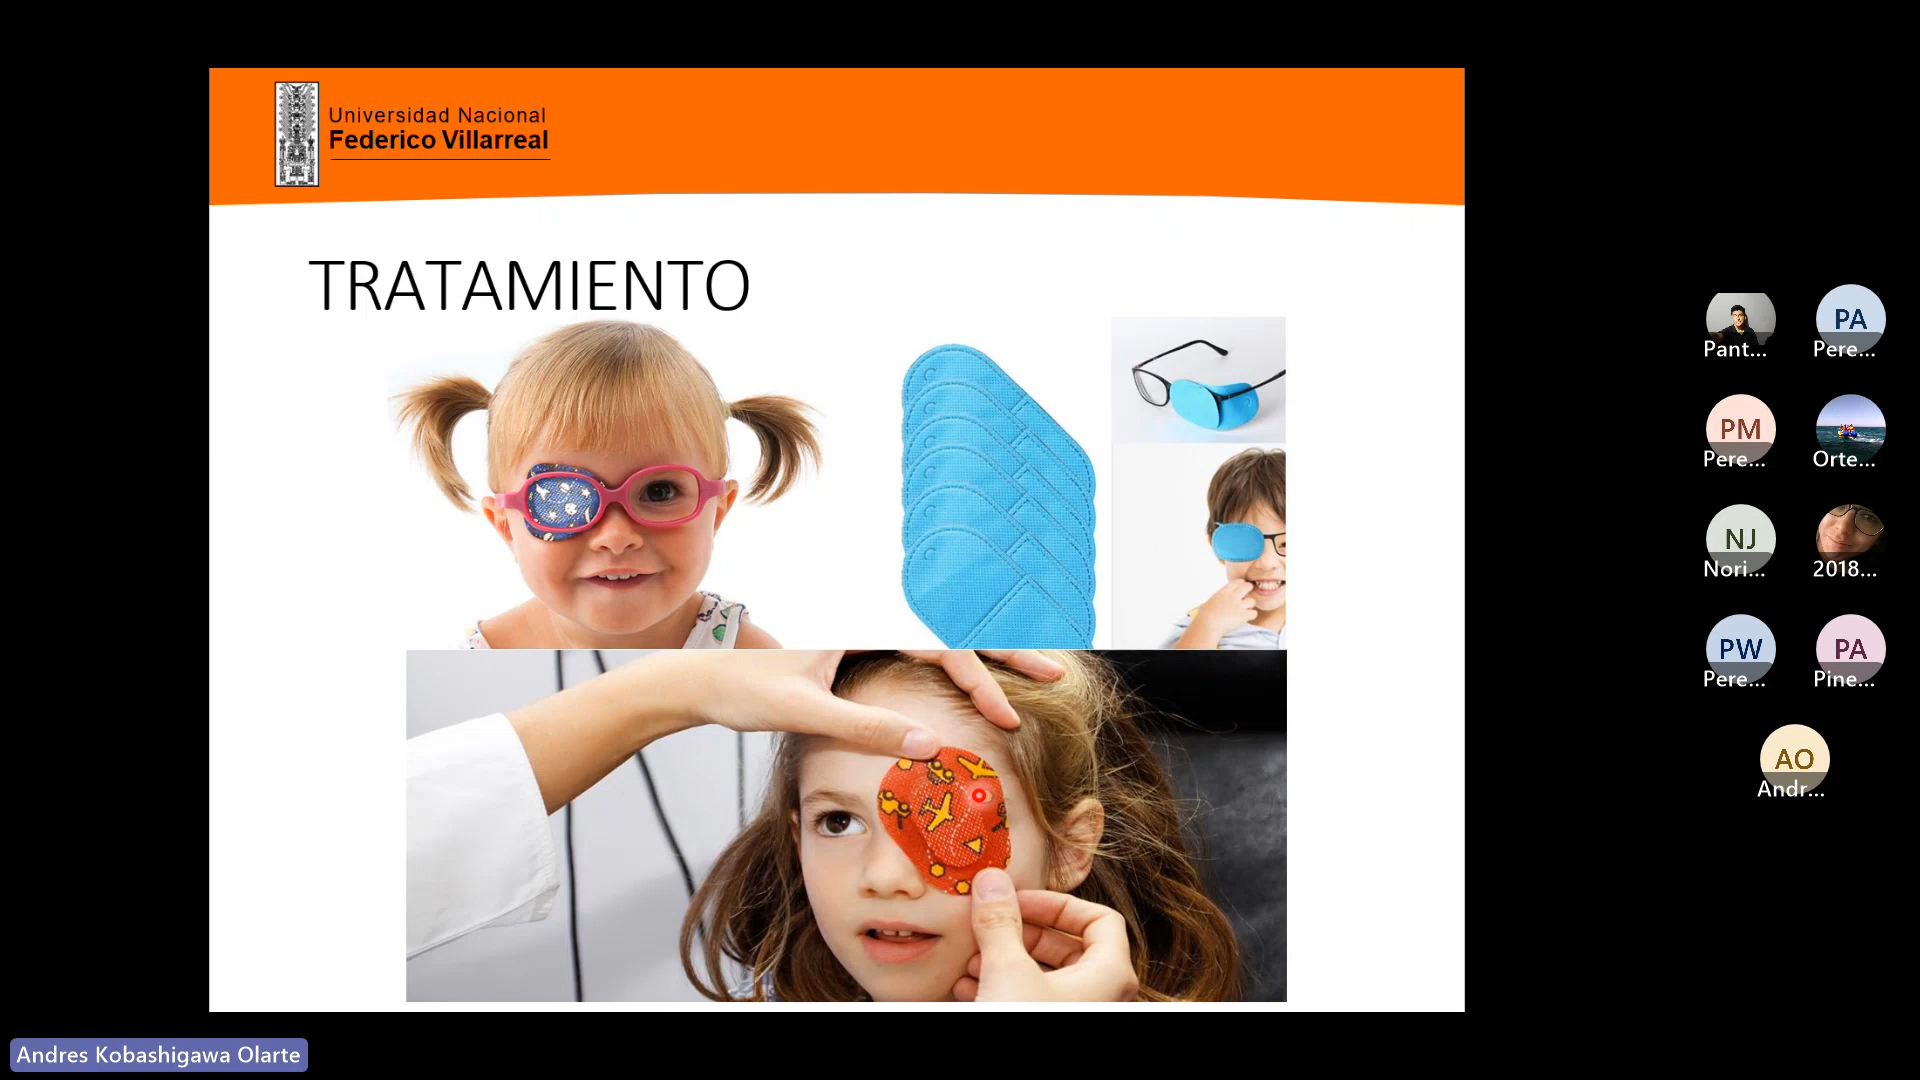 Universidad Nacional
Federico Villarreal
TRATAMIENTO
Pant...
PA
Pere...
PM
Pere...
Orte...
NJ
Nori...
2018...
PW
Pere...
PA
Pine...
AO
Andr...
Andres Kobashigawa Olarte